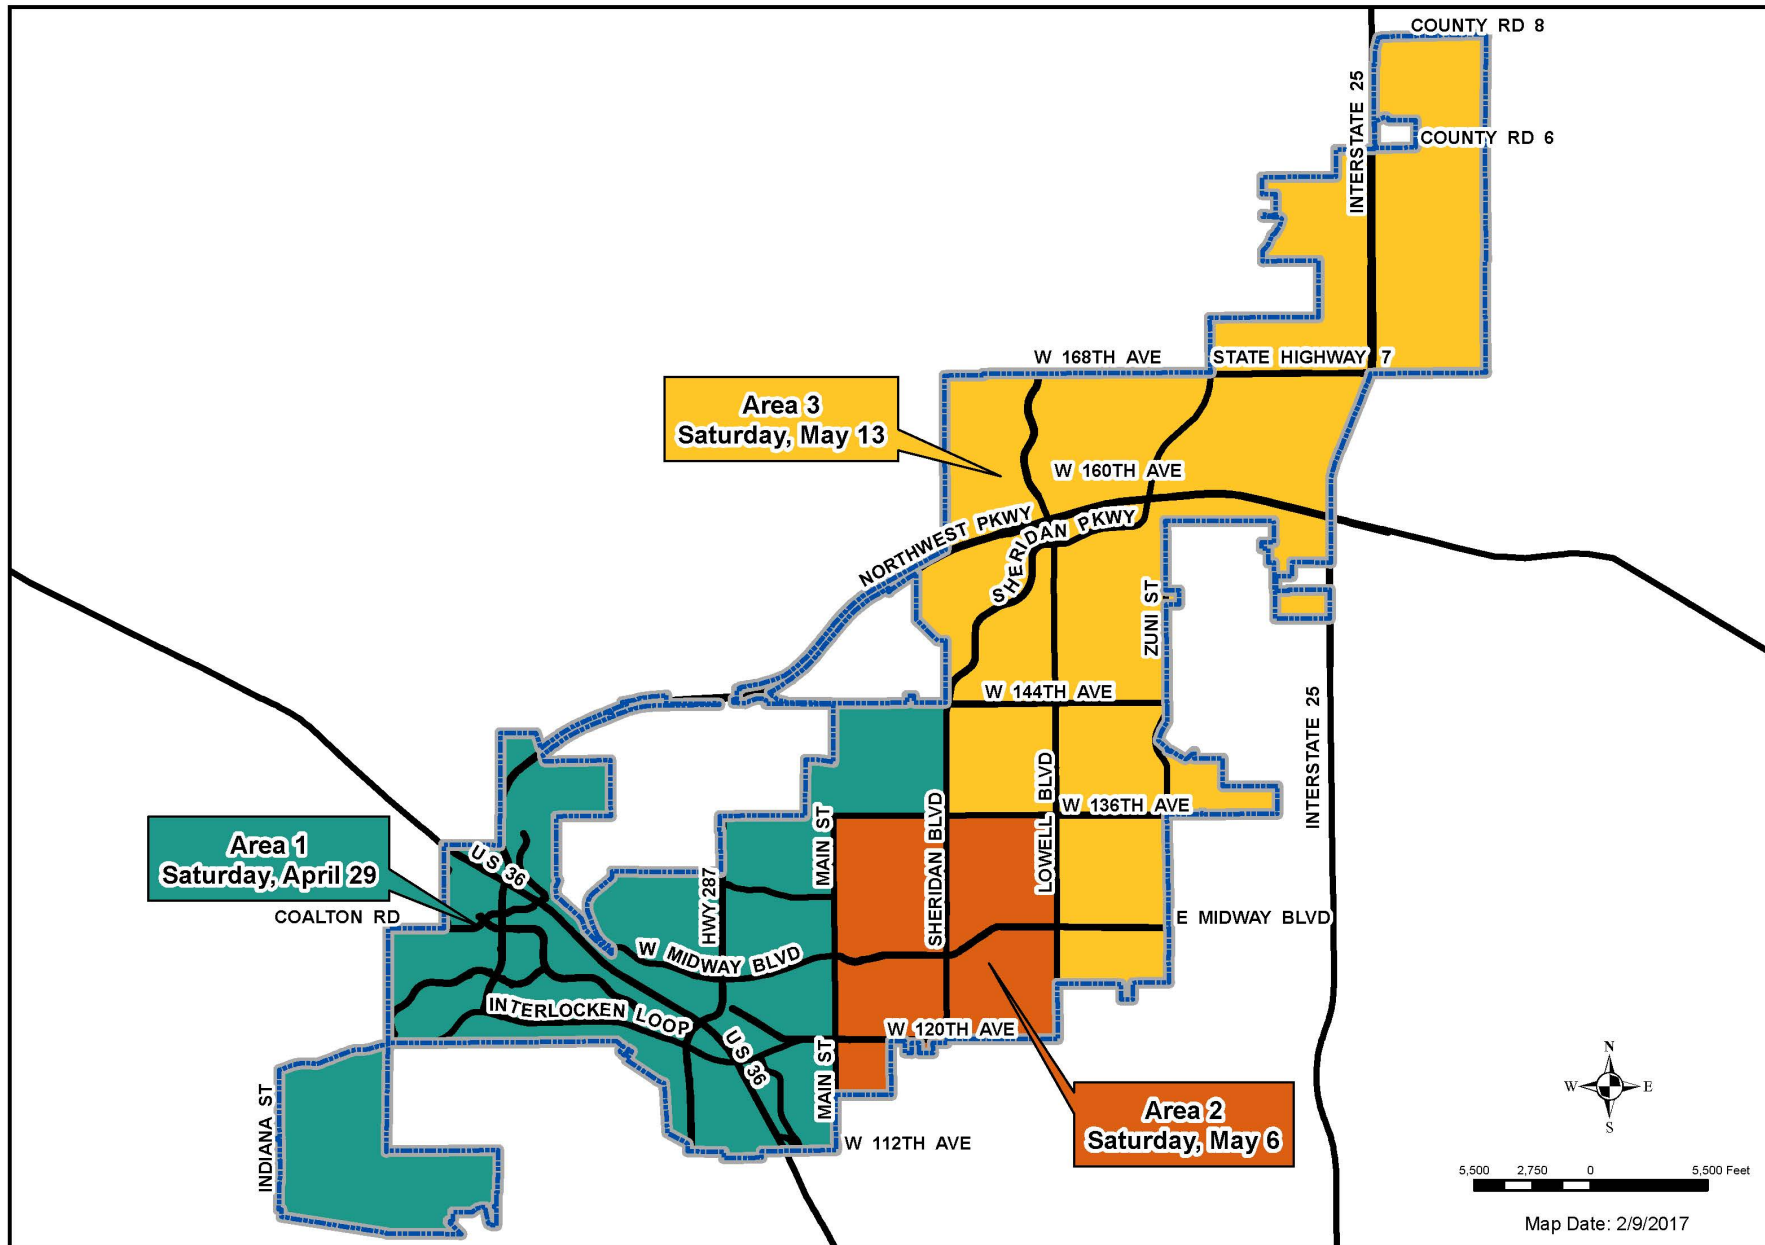 COUNTY RD 8
INTERSTATE 25
COUNTY RD 6
W 168TH AVE
STATE HIGHWAY 7
Area 3
Saturday, May 13
W 160TH AVE
NORTHWEST PKWY
SHERIDAN PKWY
ZUNI ST
W 144TH AVE
INTERSTATE 25
LOWELL BLVD
W 136TH AVE
SHERIDAN BLVD
MAIN ST
Area 1
Saturday, April 29
US 36
HWY 287
COALTON RD
E MIDWAY BLVD
W MIDWAY BLVD
INTERLOCKEN LOOP
W 120TH AVE
US 36
MAIN ST
INDIANA ST
Area 2
Saturday, May 6
W 112TH AVE
N
W E
S
5,500 2,750 0 5,500 Feet
Map Date: 2/9/2017